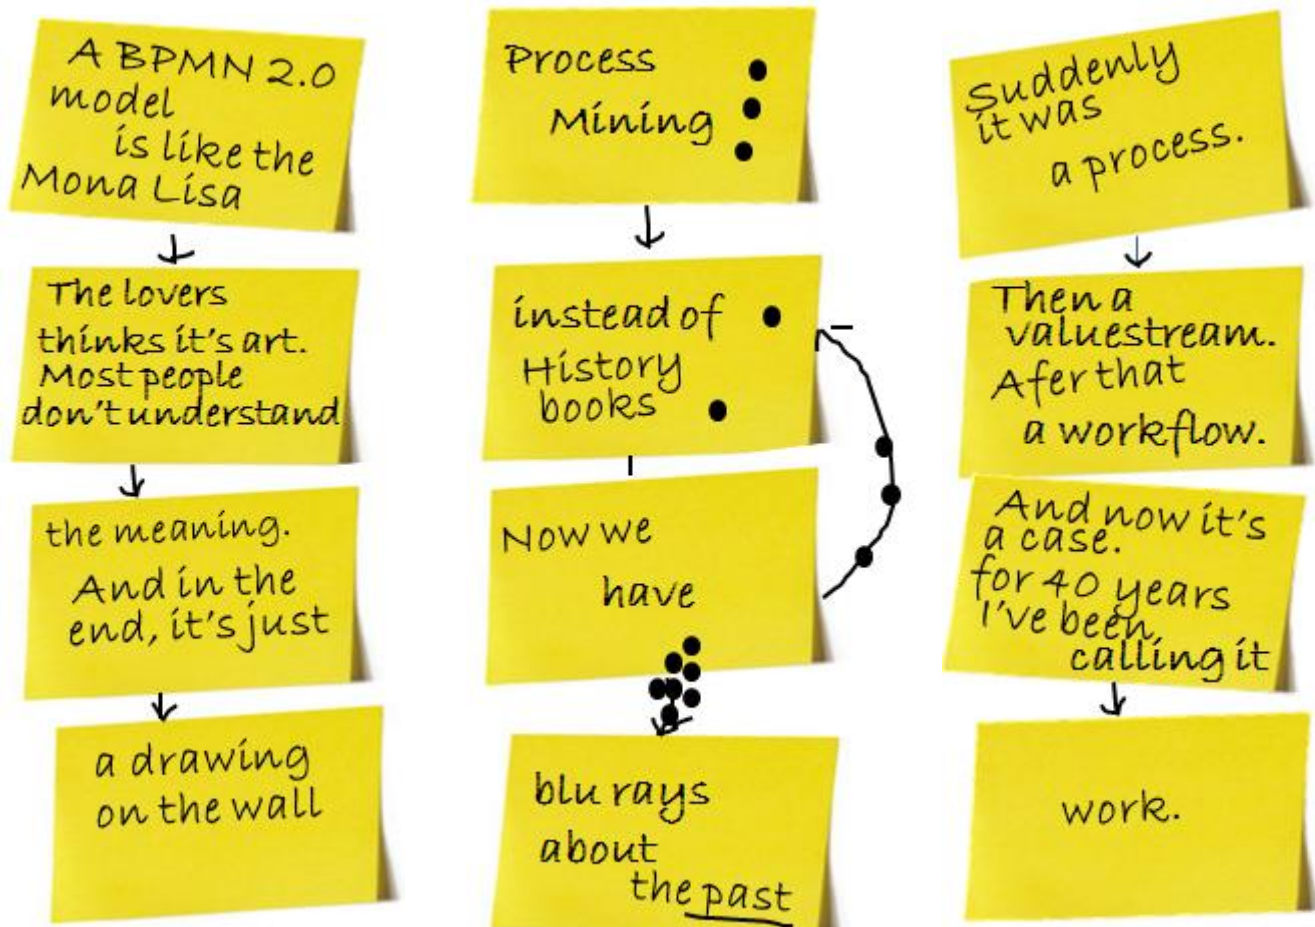 A BPMN 2.0
model
is like the
Mona Lisa
The lovers
thinks it's art.
Most people
don't understand
the meaning.
And in the
end, it's just
a drawing
on the wall
Process
Mining
instead of
History
books
Now we
have
blu rays
about
the past
Suddenly
it was
a process.
Then a
valuestream.
Afer that
a workflow.
And now it's
a case.
for 40 years
I've been
calling it
work.